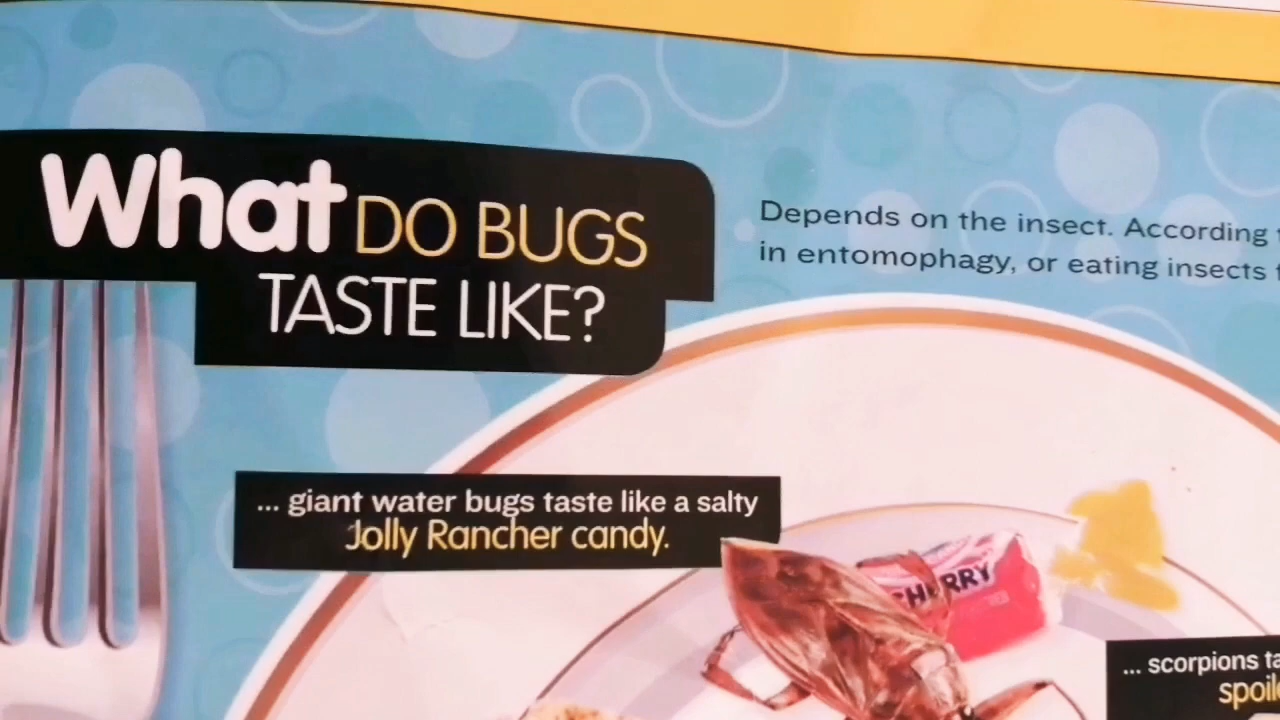 What DO BUGS
TASTE LIKE?
Depends on the insect. According
in entomophagy, or eating insects
... giant water bugs taste like a salty
Jolly Rancher candy.
CHERRY
... scorpions